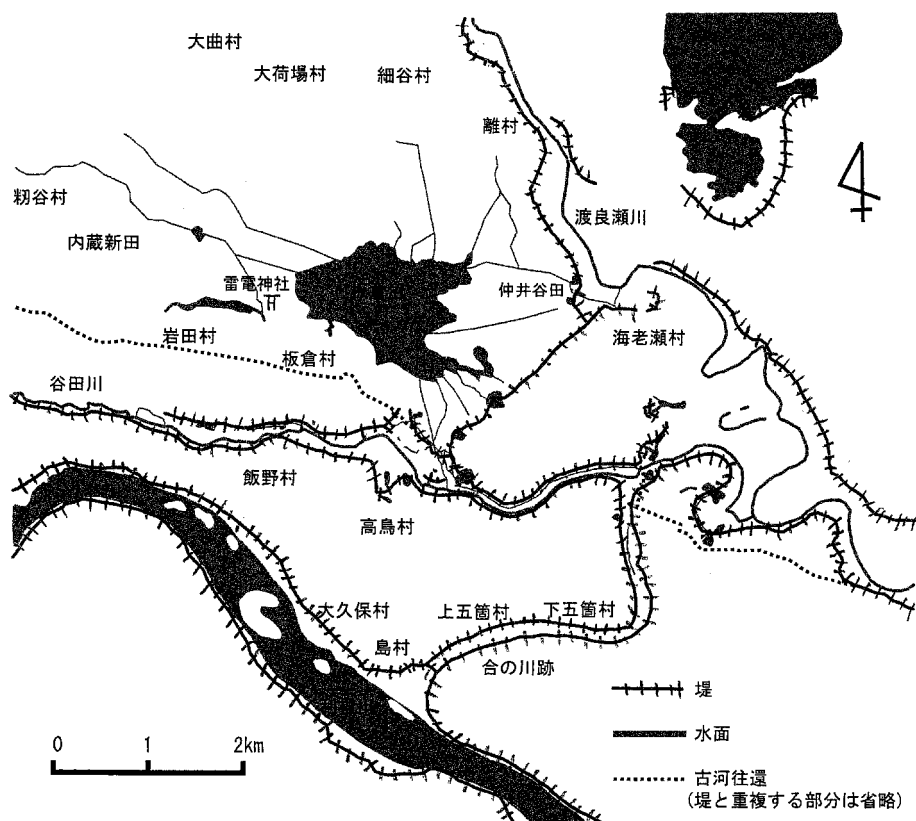 大曲村
大荷場村
細谷村
離村
渡良瀬川
籾谷村
内蔵新田
雷電神社
仲井谷田
岩田村
板倉村
海老瀬村
谷田川
飯野村
高鳥村
大久保村
上五箇村
下五箇村
島村
合の川跡
堤
水面
0 1 2km
古河往還
(堤と重複する部分は省略)